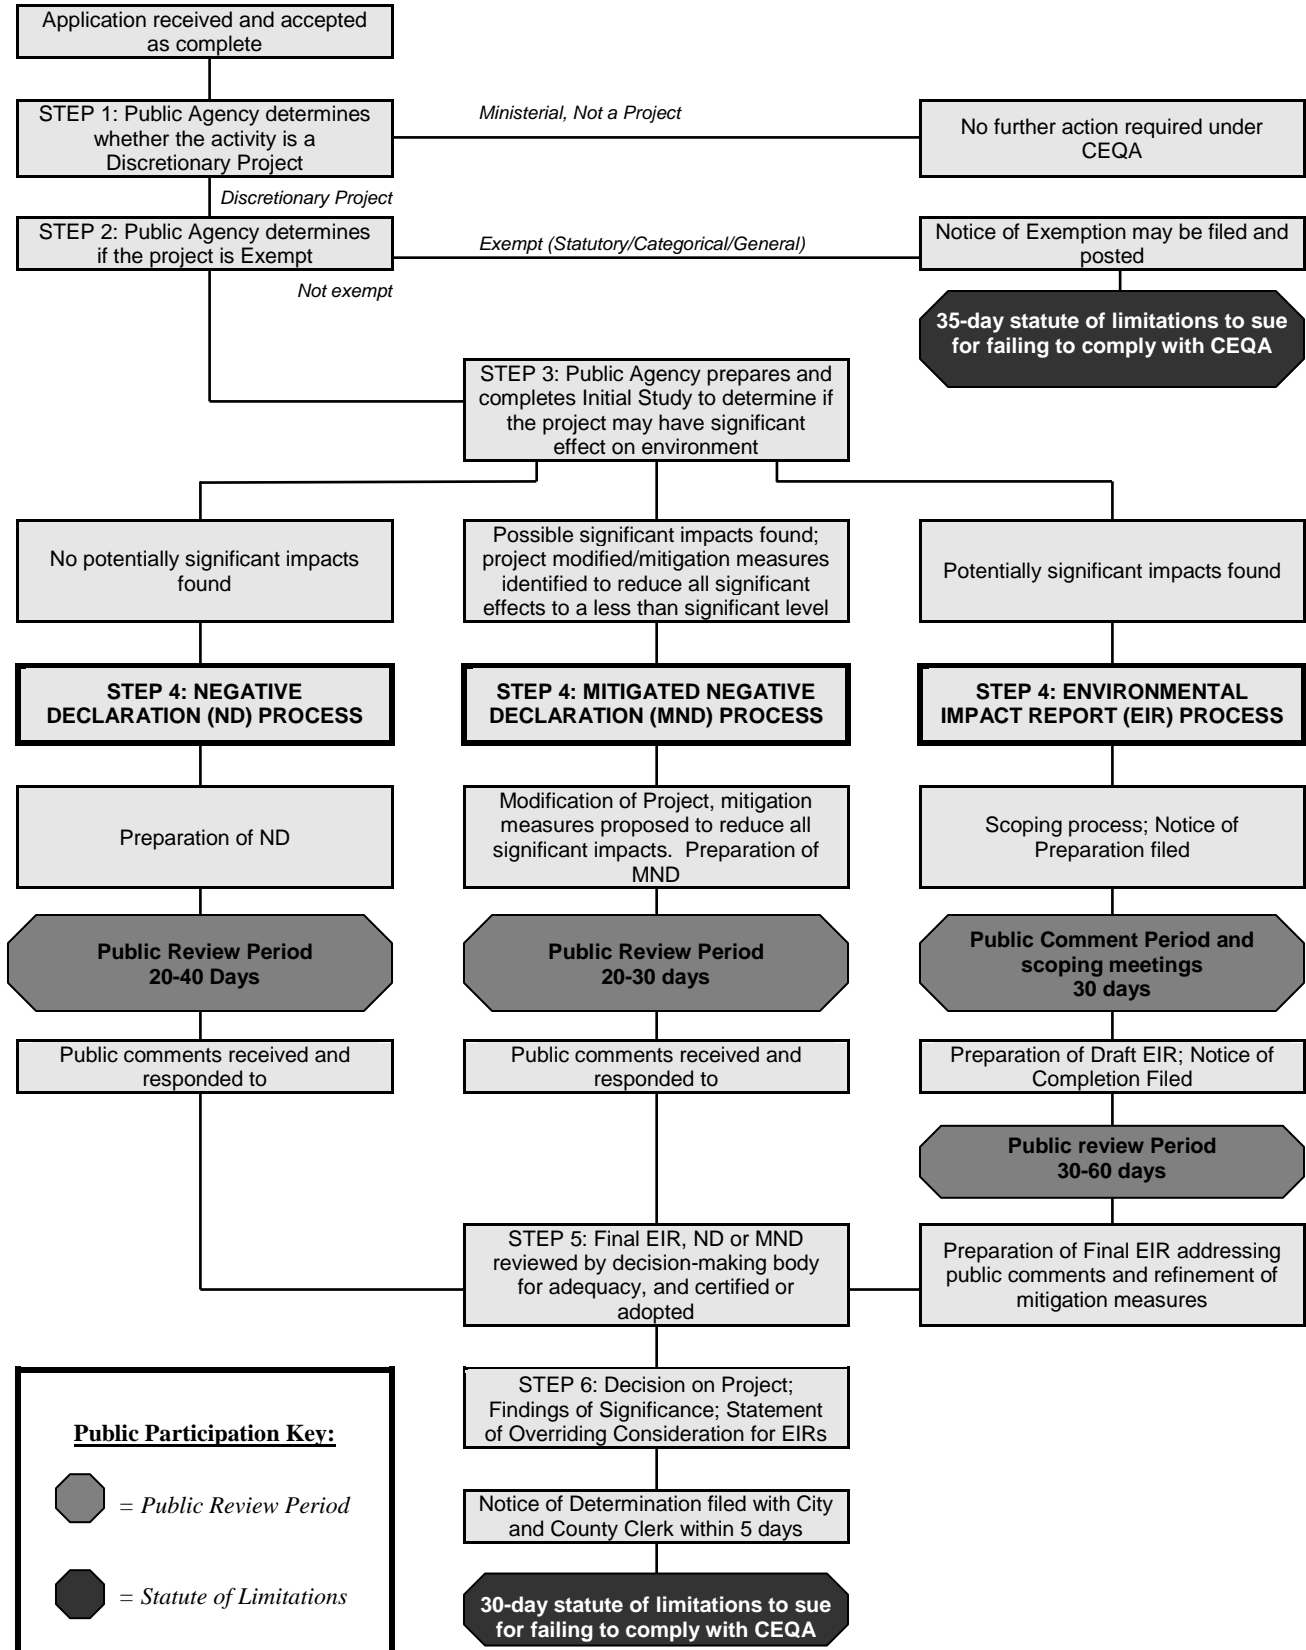 Application received and accepted
as complete
STEP 1: Public Agency determines
whether the activity is a
Discretionary Project
Ministerial, Not a Project
No further action required under
CEQA
Discretionary Project
STEP 2: Public Agency determines
if the project is Exempt
Exempt (Statutory/Categorical/General)
Notice of Exemption may be filed and
posted
Not exempt
35-day statute of limitations to sue
for failing to comply with CEQA
STEP 3: Public Agency prepares and
completes Initial Study to determine if
the project may have significant
effect on environment
No potentially significant impacts
found
Possible significant impacts found;
project modified/mitigation measures
identified to reduce all significant
effects to a less than significant level
Potentially significant impacts found
STEP 4: NEGATIVE
DECLARATION (ND) PROCESS
STEP 4: MITIGATED NEGATIVE
DECLARATION (MND) PROCESS
STEP 4: ENVIRONMENTAL
IMPACT REPORT (EIR) PROCESS
Preparation of ND
Modification of Project, mitigation
measures proposed to reduce all
significant impacts.  Preparation of
MND
Scoping process; Notice of
Preparation filed
Public Review Period
20-40 Days
Public Review Period
20-30 days
Public Comment Period and
scoping meetings
30 days
Public comments received and
responded to
Public comments received and
responded to
Preparation of Draft EIR; Notice of
Completion Filed
Public review Period
30-60 days
STEP 5: Final EIR, ND or MND
reviewed by decision-making body
for adequacy, and certified or
adopted
Preparation of Final EIR addressing
public comments and refinement of
mitigation measures
STEP 6: Decision on Project;
Findings of Significance; Statement
of Overriding Consideration for EIRs
Notice of Determination filed with City
and County Clerk within 5 days
30-day statute of limitations to sue
for failing to comply with CEQA
Public Participation Key:
= Public Review Period
= Statute of Limitations